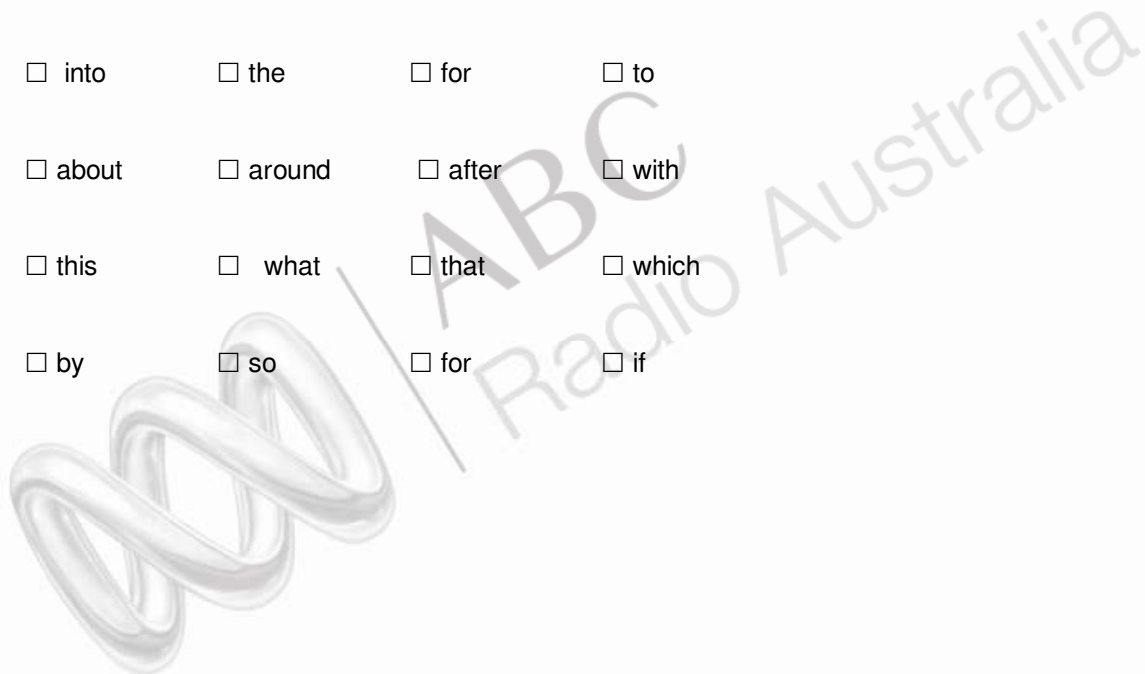 ☐ into ☐ the ☐ for ☐ to
☐ about ☐ around ☐ after ☐ with
☐ this ☐ what ☐ that ☐ which
☐ by ☐ so ☐ for ☐ if
ABC
Radio Australia